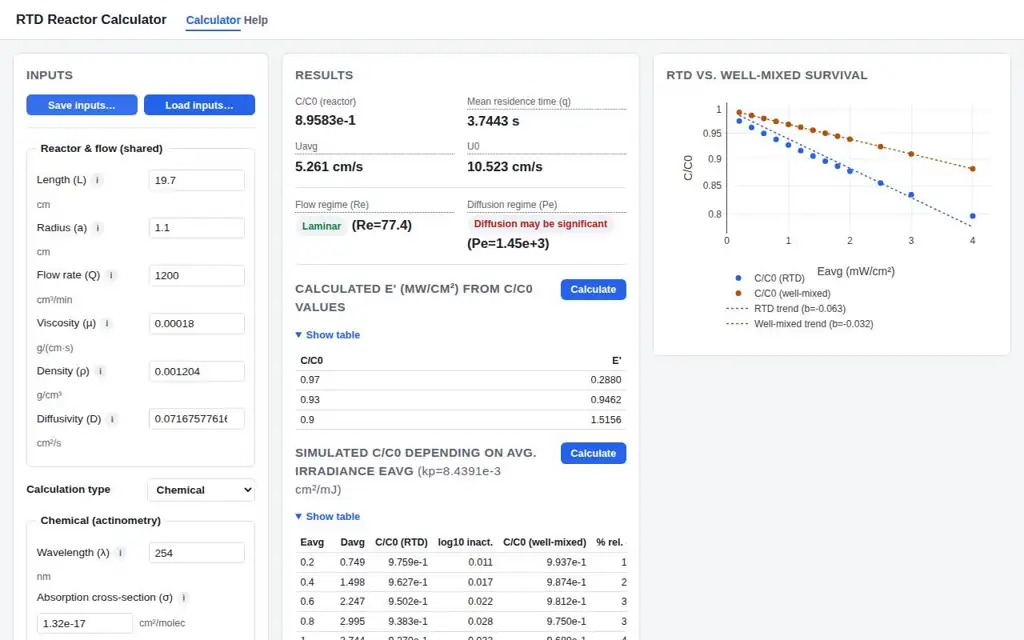 RTD Reactor Calculator Calculator Help
INPUTS
Save inputs… Load inputs…
Reactor & flow (shared)
Length (L) i 19.7
cm
Radius (a) i 1.1
cm
Flow rate (Q) i 1200
cm³/min
Viscosity (μ) i 0.00018
g/(cm·s)
Density (ρ) i 0.001204
g/cm³
Diffusivity (D) i 0.07167577616
cm²/s
Calculation type Chemical
Chemical (actinometry)
Wavelength (λ) i 254
nm
Absorption cross-section (σ) i
1.32e-17 cm²/molec
RESULTS
C/C0 (reactor) Mean residence time (q)
8.9583e-1 3.7443 s
Uavg U0
5.261 cm/s 10.523 cm/s
Flow regime (Re) Diffusion regime (Pe)
Laminar (Re=77.4) Diffusion may be significant
(Pe=1.45e+3)
CALCULATED E' (MW/CM²) FROM C/C0 Calculate
VALUES
▼ Show table
C/C0 E'
0.97 0.2880
0.93 0.9462
0.9 1.5156
SIMULATED C/C0 DEPENDING ON AVG. Calculate
IRRADIANCE EAVG (kp=8.4391e-3
cm²/mJ)
▼ Show table
Eavg Davg C/C0 (RTD) log10 inact. C/C0 (well-mixed) % rel.
0.2 0.749 9.759e-1 0.011 9.937e-1 1
0.4 1.498 9.627e-1 0.017 9.874e-1 2
0.6 2.247 9.502e-1 0.022 9.812e-1 3
0.8 2.995 9.383e-1 0.028 9.750e-1 3
RTD VS. WELL-MIXED SURVIVAL
1
0.95
0.9
0.85
0.8
C/C0
0 1 2 3 4
Eavg (mW/cm²)
C/C0 (RTD)
C/C0 (well-mixed)
RTD trend (b=-0.063)
Well-mixed trend (b=-0.032)